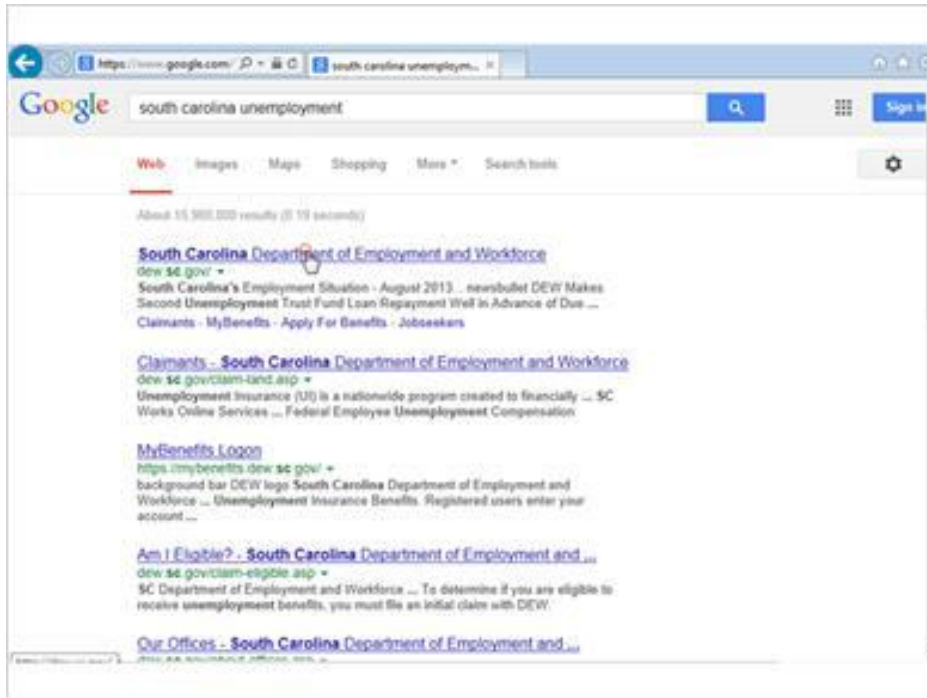 https://www.google.com/
south carolina unemploym...
Google
south carolina unemployment
Sign in
Web Images Maps Shopping More Search tools
About 15,900,000 results (0.19 seconds)
South Carolina Department of Employment and Workforce
dew.sc.gov/
South Carolina's Employment Situation - August 2013... newsbullet DEW Makes
Second Unemployment Trust Fund Loan Repayment Well in Advance of Due ...
Claimants - MyBenefits - Apply For Benefits - Jobseekers
Claimants - South Carolina Department of Employment and Workforce
dew.sc.gov/claim-land.asp
Unemployment Insurance (UI) is a nationwide program created to financially ... SC
Works Online Services ... Federal Employee Unemployment Compensation
MyBenefits Logon
https://mybenefits.dew.sc.gov/
background bar DEW logo South Carolina Department of Employment and
Workforce ... Unemployment Insurance Benefits. Registered users enter your
account ...
Am I Eligible? - South Carolina Department of Employment and ...
dew.sc.gov/claim-eligible.asp
SC Department of Employment and Workforce ... To determine if you are eligible to
receive unemployment benefits, you must file an initial claim with DEW.
Our Offices - South Carolina Department of Employment and ...